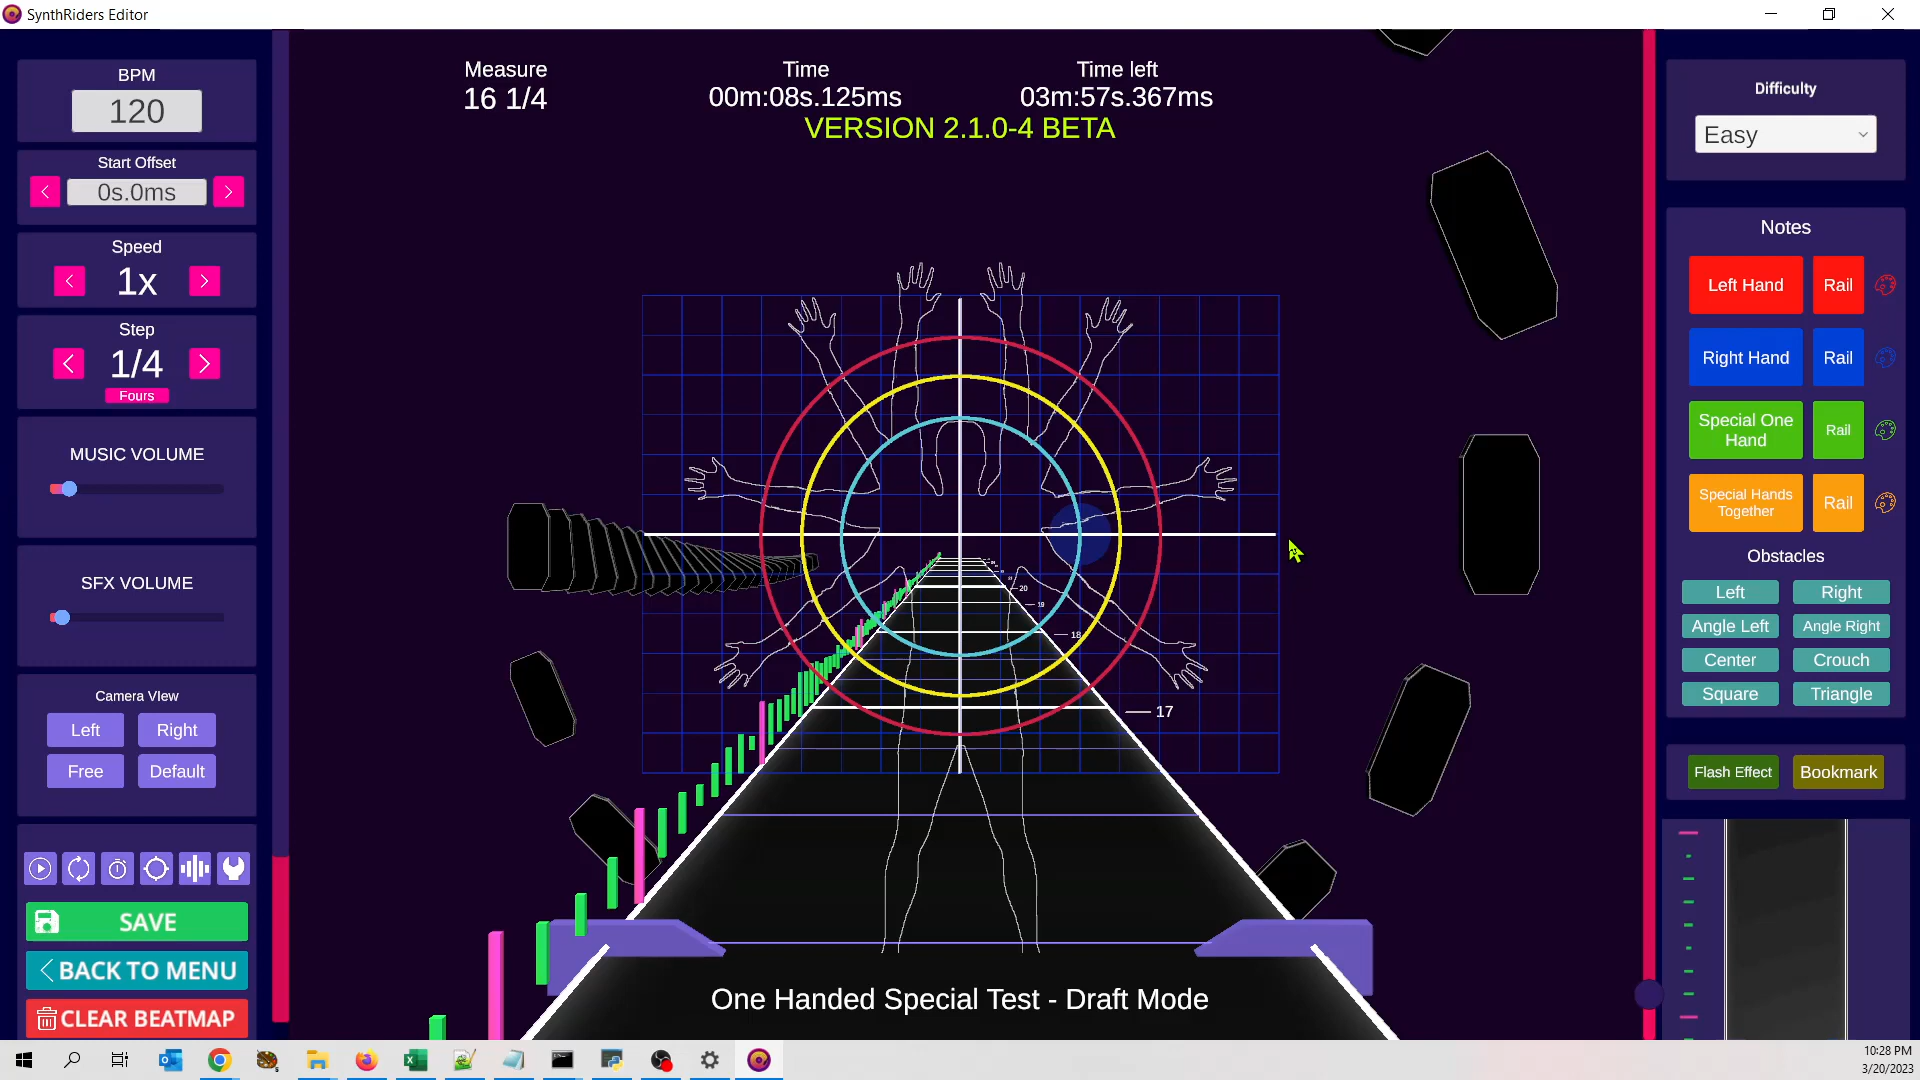 SynthRiders Editor
BPM
120
Start Offset
0s.0ms
Speed
1x
Step
1/4
Fours
MUSIC VOLUME
SFX VOLUME
Camera VIew
Left
Right
Free
Default
SAVE
BACK TO MENU
CLEAR BEATMAP
Measure
16 1/4
Time
00m:08s.125ms
Time left
03m:57s.367ms
VERSION 2.1.0-4 BETA
20
19
18
17
One Handed Special Test - Draft Mode
Difficulty
Easy
Notes
Left Hand
Rail
Right Hand
Rail
Special One
Hand
Rail
Special Hands
Together
Rail
Obstacles
Left
Right
Angle Left
Angle Right
Center
Crouch
Square
Triangle
Flash Effect
Bookmark
10:28 PM
3/20/2023